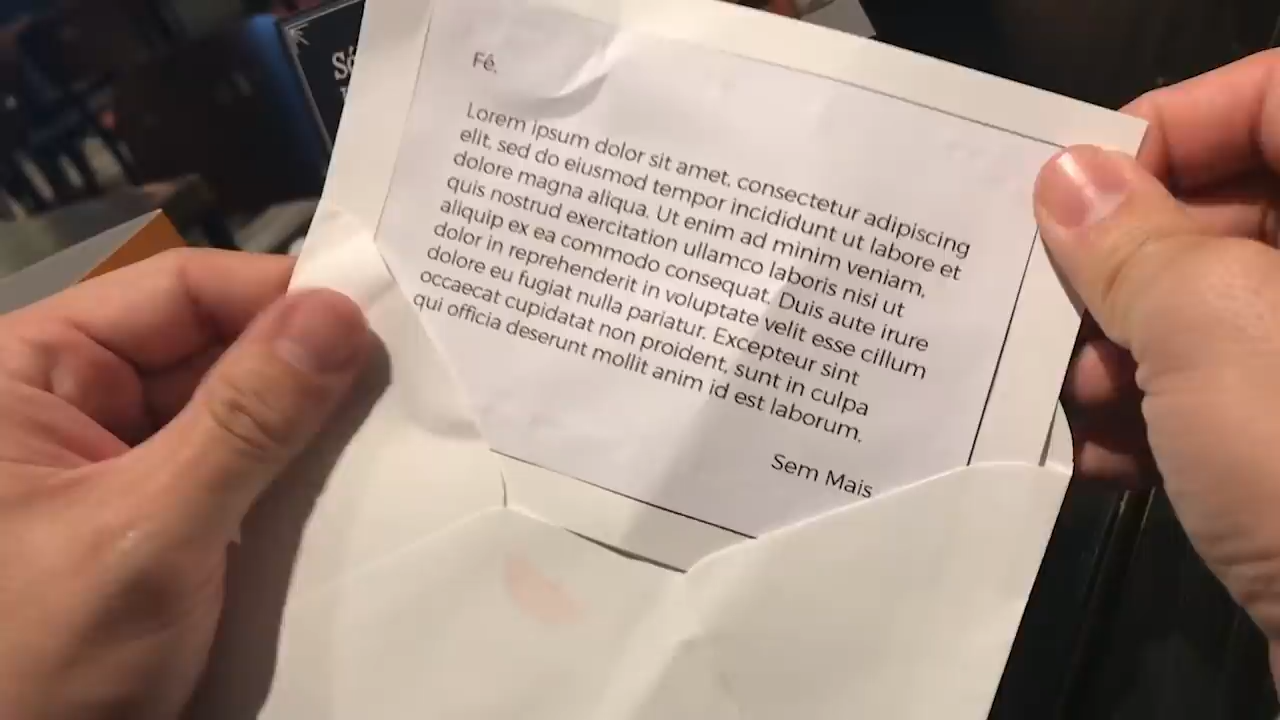 Só
Fê,
Lorem ipsum dolor sit amet, consectetur adipiscing
elit, sed do eiusmod tempor incididunt ut labore et
dolore magna aliqua. Ut enim ad minim veniam,
quis nostrud exercitation ullamco laboris nisi ut
aliquip ex ea commodo consequat. Duis aute irure
dolor in reprehenderit in voluptate velit esse cillum
dolore eu fugiat nulla pariatur. Excepteur sint
occaecat cupidatat non proident, sunt in culpa
qui officia deserunt mollit anim id est laborum.
Sem Mais